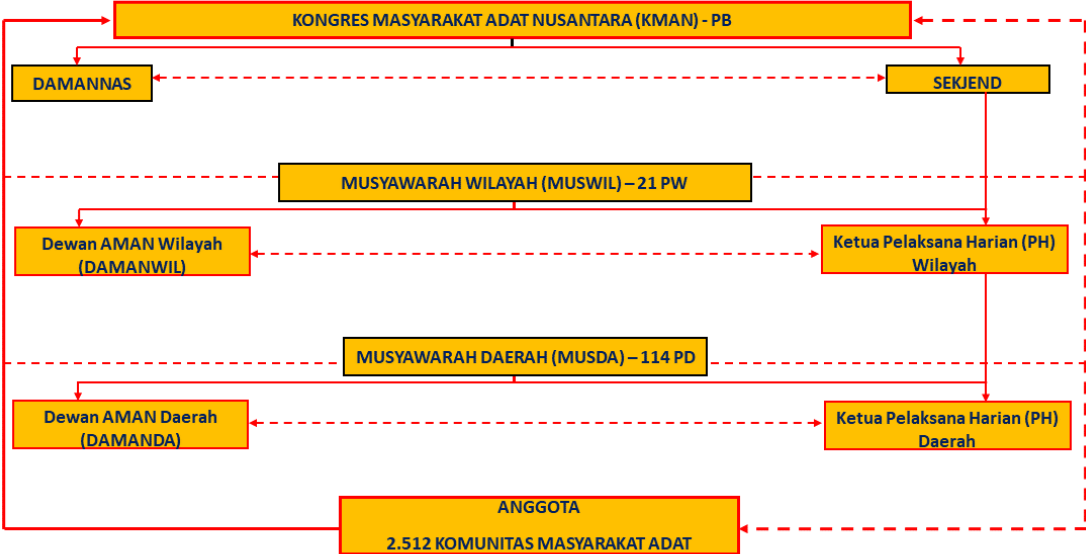 KONGRES MASYARAKAT ADAT NUSANTARA (KMAN) - PB
DAMANNAS
SEKJEND
MUSYAWARAH WILAYAH (MUSWIL) – 21 PW
Dewan AMAN Wilayah
(DAMANWIL)
Ketua Pelaksana Harian (PH)
Wilayah
MUSYAWARAH DAERAH (MUSDA) – 114 PD
Dewan AMAN Daerah
(DAMANDA)
Ketua Pelaksana Harian (PH)
Daerah
ANGGOTA
2.512 KOMUNITAS MASYARAKAT ADAT